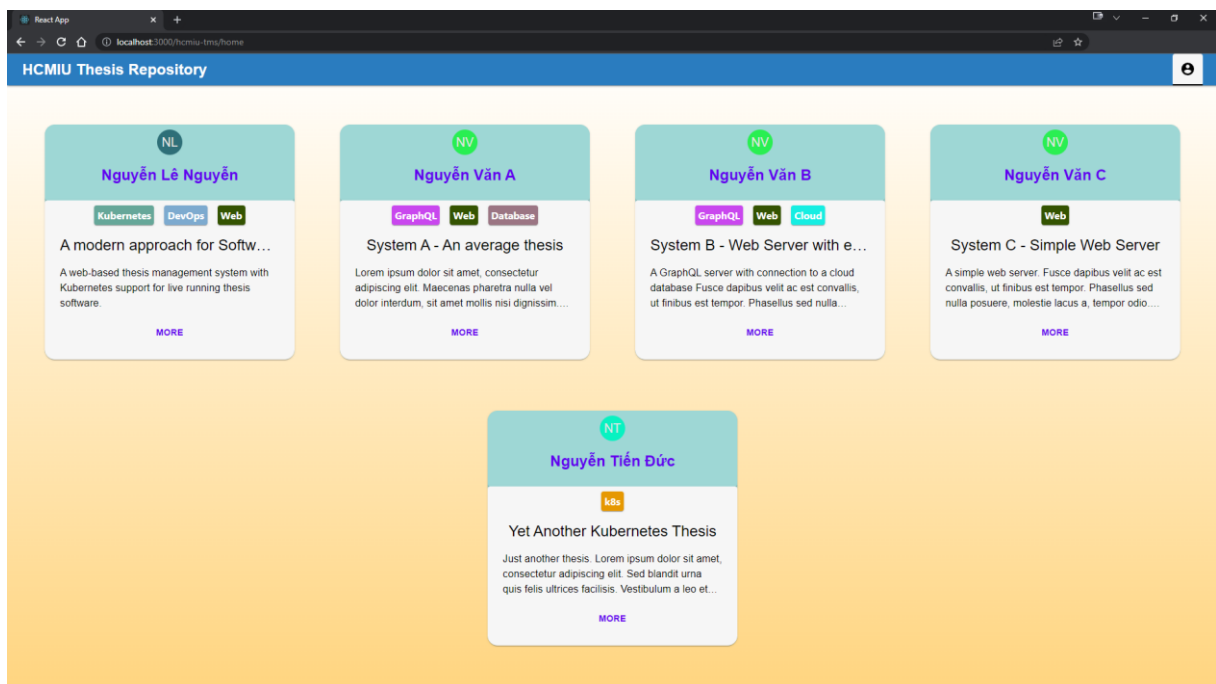 React App
localhost:3000/hcmiu-tms/home
HCMIU Thesis Repository
NL
Nguyễn Lê Nguyễn
Kubernetes DevOps Web
A modern approach for Softw...
A web-based thesis management system with
Kubernetes support for live running thesis
software.
MORE
NV
Nguyễn Văn A
GraphQL Web Database
System A - An average thesis
Lorem ipsum dolor sit amet, consectetur
adipiscing elit. Maecenas pharetra nulla vel
dolor interdum, sit amet mollis nisi dignissim....
MORE
NV
Nguyễn Văn B
GraphQL Web Cloud
System B - Web Server with e...
A GraphQL server with connection to a cloud
database Fusce dapibus velit ac est convallis,
ut finibus est tempor. Phasellus sed nulla...
MORE
NV
Nguyễn Văn C
Web
System C - Simple Web Server
A simple web server. Fusce dapibus velit ac est
convallis, ut finibus est tempor. Phasellus sed
nulla posuere, molestie lacus a, tempor odio....
MORE
NT
Nguyễn Tiến Đức
k8s
Yet Another Kubernetes Thesis
Just another thesis. Lorem ipsum dolor sit amet,
consectetur adipiscing elit. Sed blandit urna
quis felis ultrices facilisis. Vestibulum a leo et...
MORE